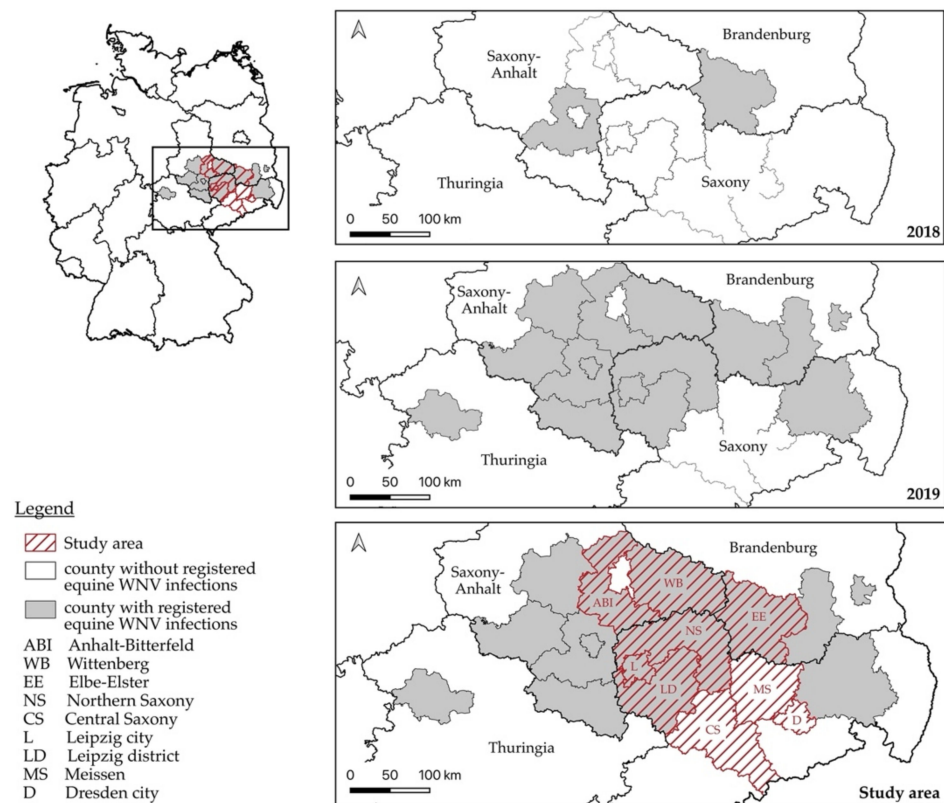 Brandenburg
Saxony-
Anhalt
Thuringia
Saxony
0 50 100 km
2018
Brandenburg
Saxony-
Anhalt
Thuringia
Saxony
0 50 100 km
2019
Legend
Study area
county without registered
equine WNV infections
county with registered
equine WNV infections
ABI Anhalt-Bitterfeld
WB Wittenberg
EE Elbe-Elster
NS Northern Saxony
CS Central Saxony
L Leipzig city
LD Leipzig district
MS Meissen
D Dresden city
Brandenburg
Saxony-
Anhalt
WB
ABI
EE
NS
L
LD
MS
D
CS
Thuringia
0 50 100 km
Study area